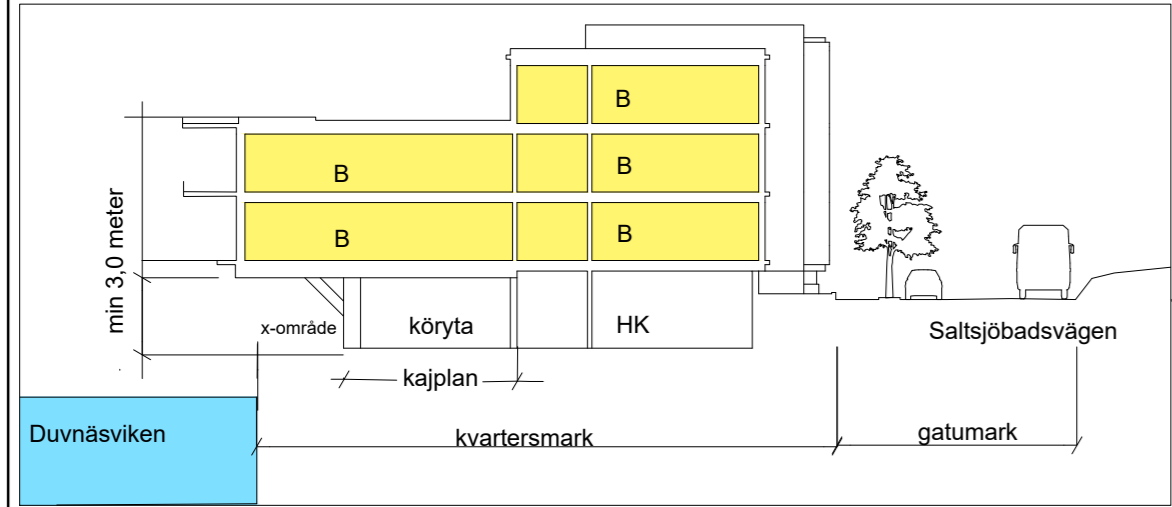 B
B
B
B
B
min 3,0 meter
x-område
köryta
HK
Saltsjöbadsvägen
kajplan
Duvnäsviken
kvartersmark
gatumark